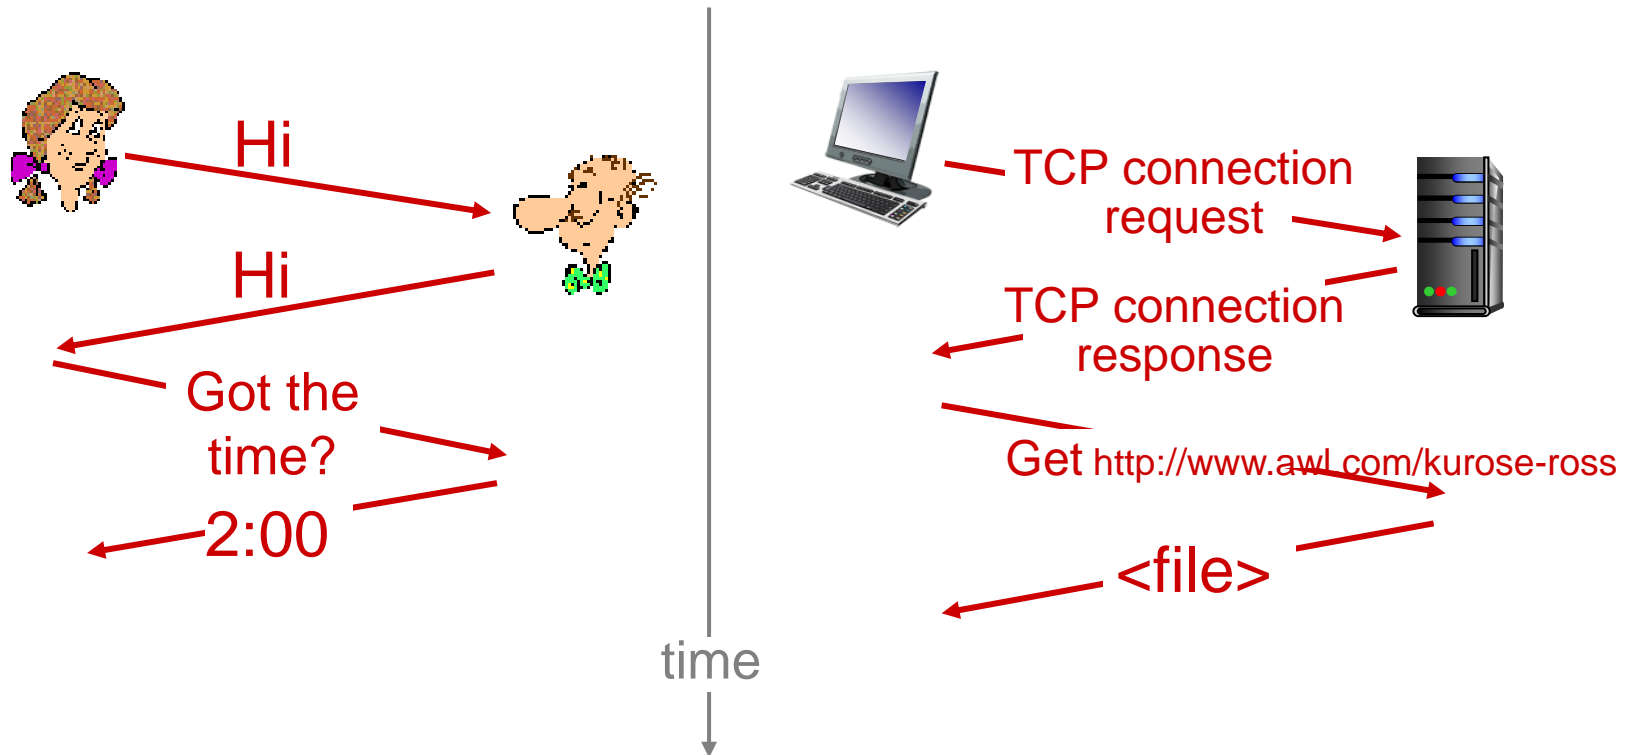 Hi
Hi
Got the
time?
2:00
TCP connection
request
TCP connection
response
Get http://www.awl.com/kurose-ross
<file>
time